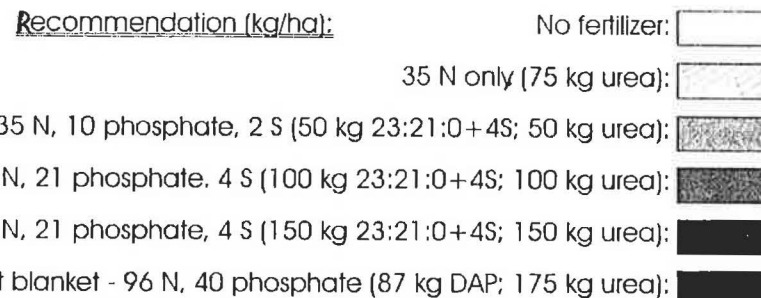 Recommendation (kg/ha): No fertilizer:
35 N only (75 kg urea):
35 N, 10 phosphate, 2 S (50 kg 23:21:0+4S; 50 kg urea):
N, 21 phosphate, 4 S (100 kg 23:21:0+4S; 100 kg urea):
N, 21 phosphate, 4 S (150 kg 23:21:0+4S; 150 kg urea):
blanket - 96 N, 40 phosphate (87 kg DAP; 175 kg urea):